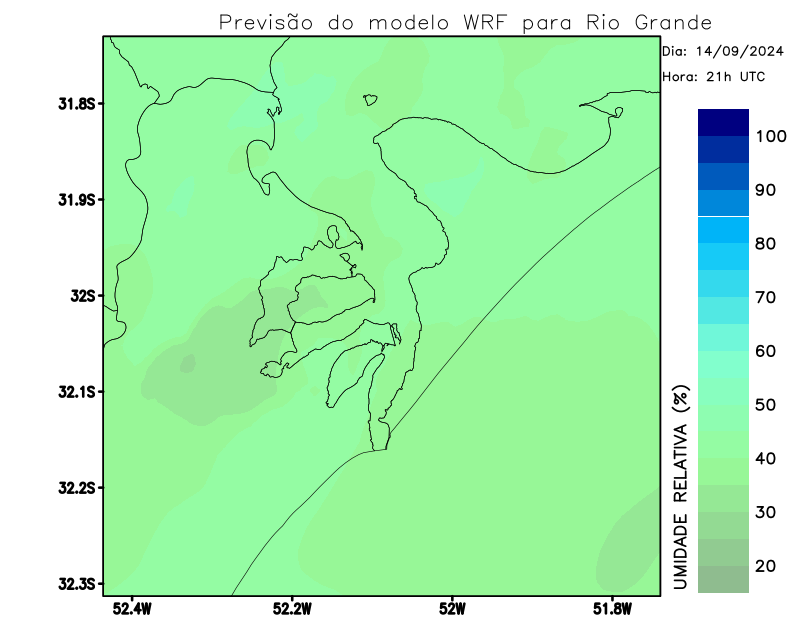 Previsão do modelo WRF para Rio Grande
Dia: 14/09/2024
Hora: 21h UTC
31.8S
31.9S
32S
32.1S
32.2S
32.3S
52.4W
52.2W
52W
51.8W
UMIDADE RELATIVA (%)
100
90
80
70
60
50
40
30
20